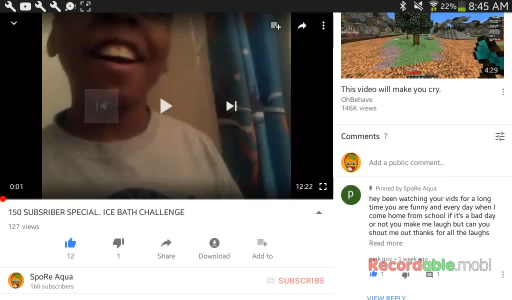 22% 8:45 AM
0:01
12:22
150 SUBSRIBER SPECIAL. ICE BATH CHALLENGE
127 views
12
1
Share
Download
Add to
SpoRe Aqua
160 subscribers
SUBSCRIBE
4:29
This video will make you cry.
OhBehave
146K views
Comments 7
Add a public comment...
P
Pinned by SpoRe Aqua
hey been watching your vids for a long
time you are funny and every day when I
come home from school if it's a bad day
or not you make me laugh but can you
shout me out thanks for all the laughs
Read more
Recordable.mobi
1
1
VIEW REPLY